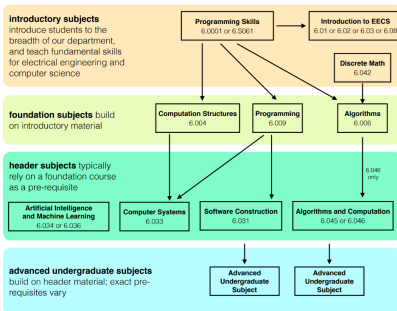 introductory subjects
introduce students to
the breadth of our department,
and teach fundamental skills
for electrical engineering and
computer science
Programming Skills
6.0001 or 6.S061
Introduction to EECS
6.01 or 6.02 or 6.03 or 6.08
Discrete Math
6.042
foundation subjects build
on introductory material
Computation Structures
6.004
Programming
6.009
Algorithms
6.006
header subjects typically
rely on a foundation course
as a pre-requisite
6.046
only
Artificial Intelligence
and Machine Learning
6.034 or 6.036
Computer Systems
6.033
Software Construction
6.031
Algorithms and Computation
6.045 or 6.046
advanced undergraduate subjects
build on header material; exact pre-
requisites vary
Advanced
Undergraduate
Subject
Advanced
Undergraduate
Subject